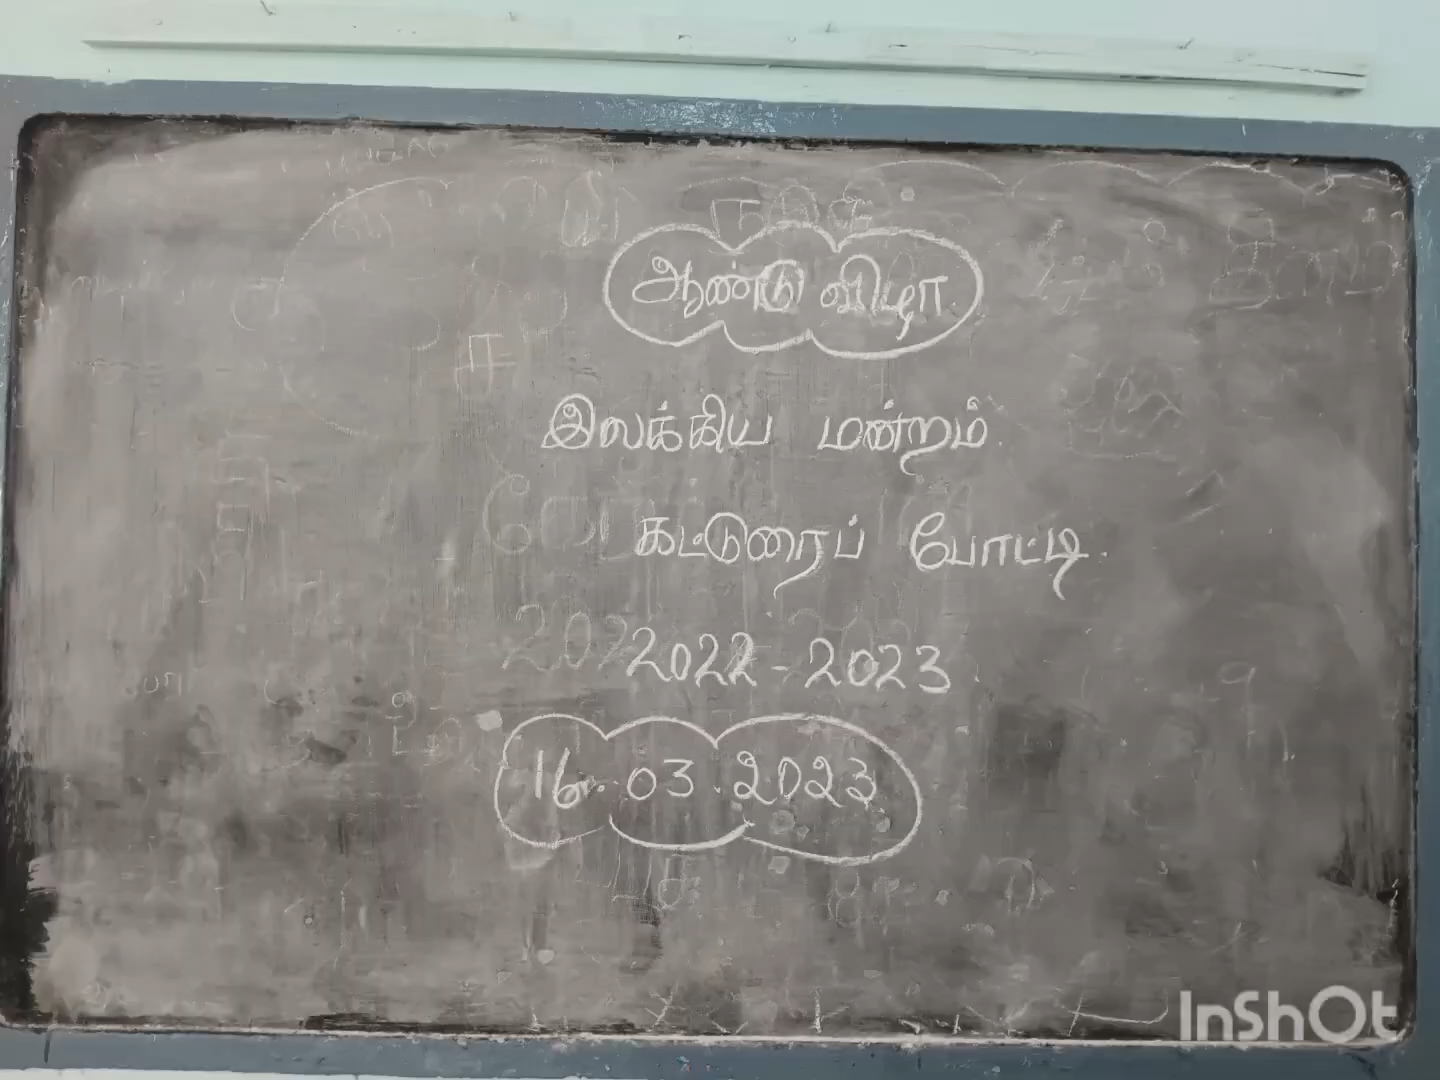 ஆண்டு விழா
இலக்கிய மன்றம்
கட்டுரைப் போட்டி.
2022-2023
16.03.2023
InShOt